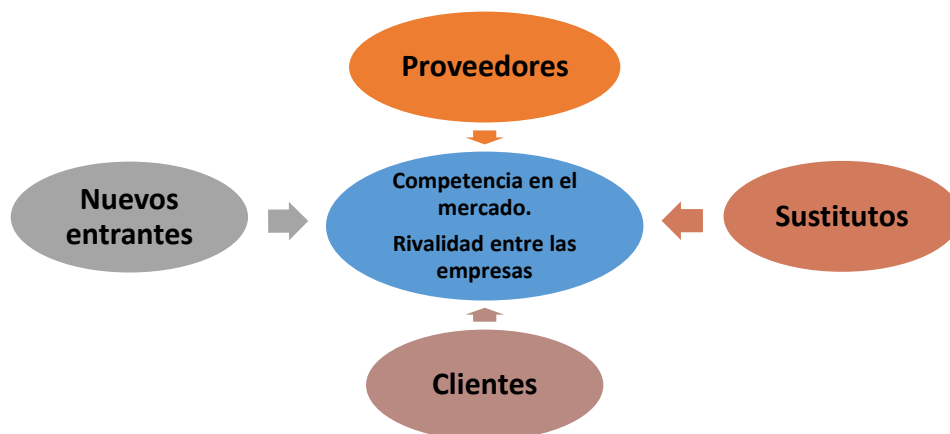 Proveedores
Nuevos
entrantes
Competencia en el
mercado.
Rivalidad entre las
empresas
Sustitutos
Clientes